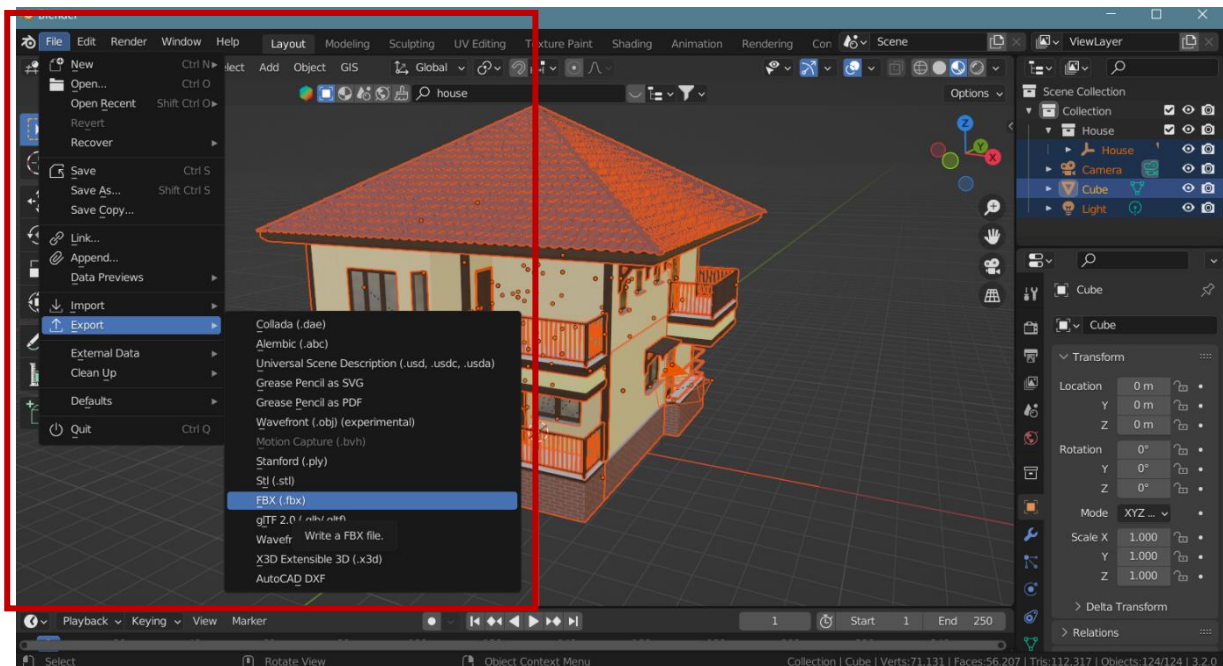 Blender
File Edit Render Window Help Layout Modeling Sculpting UV Editing Texture Paint Shading Animation Rendering Scene ViewLayer
Select Add Object GIS Global
house Options
New Ctrl N
Open... Ctrl O
Open Recent Shift Ctrl O
Revert
Recover
Save Ctrl S
Save As... Shift Ctrl S
Save Copy...
Link...
Append...
Data Previews
Import
Export
External Data
Clean Up
Defaults
Quit Ctrl Q
Collada (.dae)
Alembic (.abc)
Universal Scene Description (.usd, .usdc, .usda)
Grease Pencil as SVG
Grease Pencil as PDF
Wavefront (.obj) (experimental)
Motion Capture (.bvh)
Stanford (.ply)
Stl (.stl)
FBX (.fbx)
glTF 2.0 (.glb/.gltf)
Wavefr
Write a FBX file.
X3D Extensible 3D (.x3d)
AutoCAD DXF
Z
Y
X
Scene Collection
Collection
House
House
Camera
Cube
Light
Cube
Cube
Transform
Location 0 m
Y 0 m
Z 0 m
Rotation 0°
Y 0°
Z 0°
Mode XYZ ...
Scale X 1.000
Y 1.000
Z 1.000
Delta Transform
Relations
Playback Keying View Marker 1 Start 1 End 250
Select Rotate View Object Context Menu Collection | Cube | Verts:71.131 | Faces:56.207 | Tris:112.317 | Objects:124/124 | 3.2.0